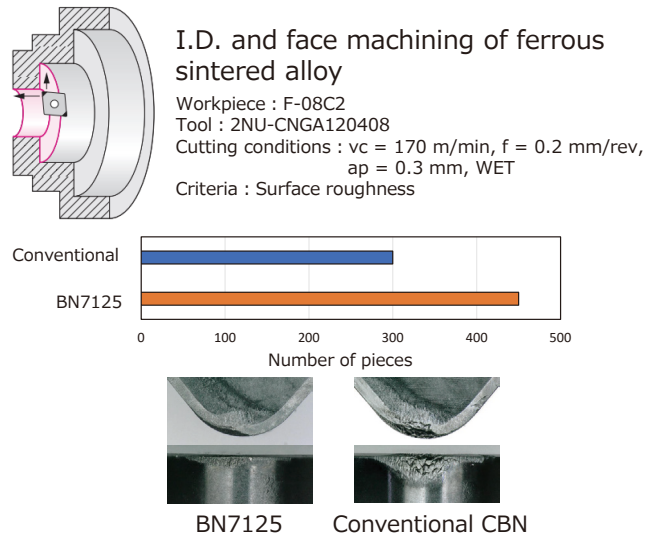 I.D. and face machining of ferrous
sintered alloy
Workpiece : F-08C2
Tool : 2NU-CNGA120408
Cutting conditions : vc = 170 m/min, f = 0.2 mm/rev,
ap = 0.3 mm, WET
Criteria : Surface roughness
Conventional
BN7125
0 100 200 300 400 500
Number of pieces
BN7125 Conventional CBN